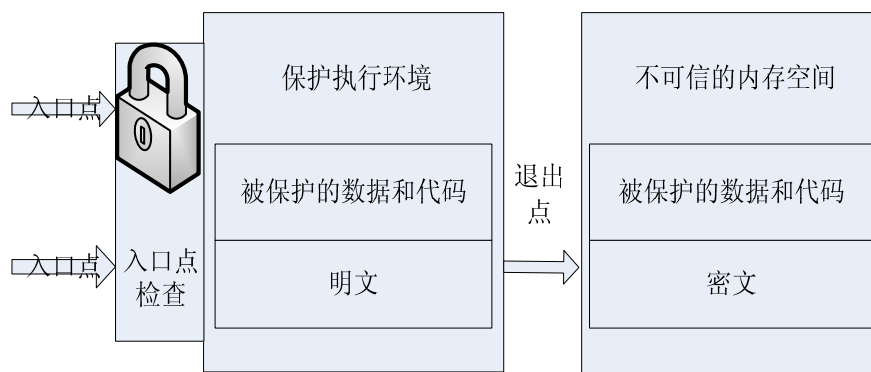 保护执行环境
不可信的内存空间
入口点
被保护的数据和代码
退出
点
被保护的数据和代码
入口点
入口点
检查
明文
密文